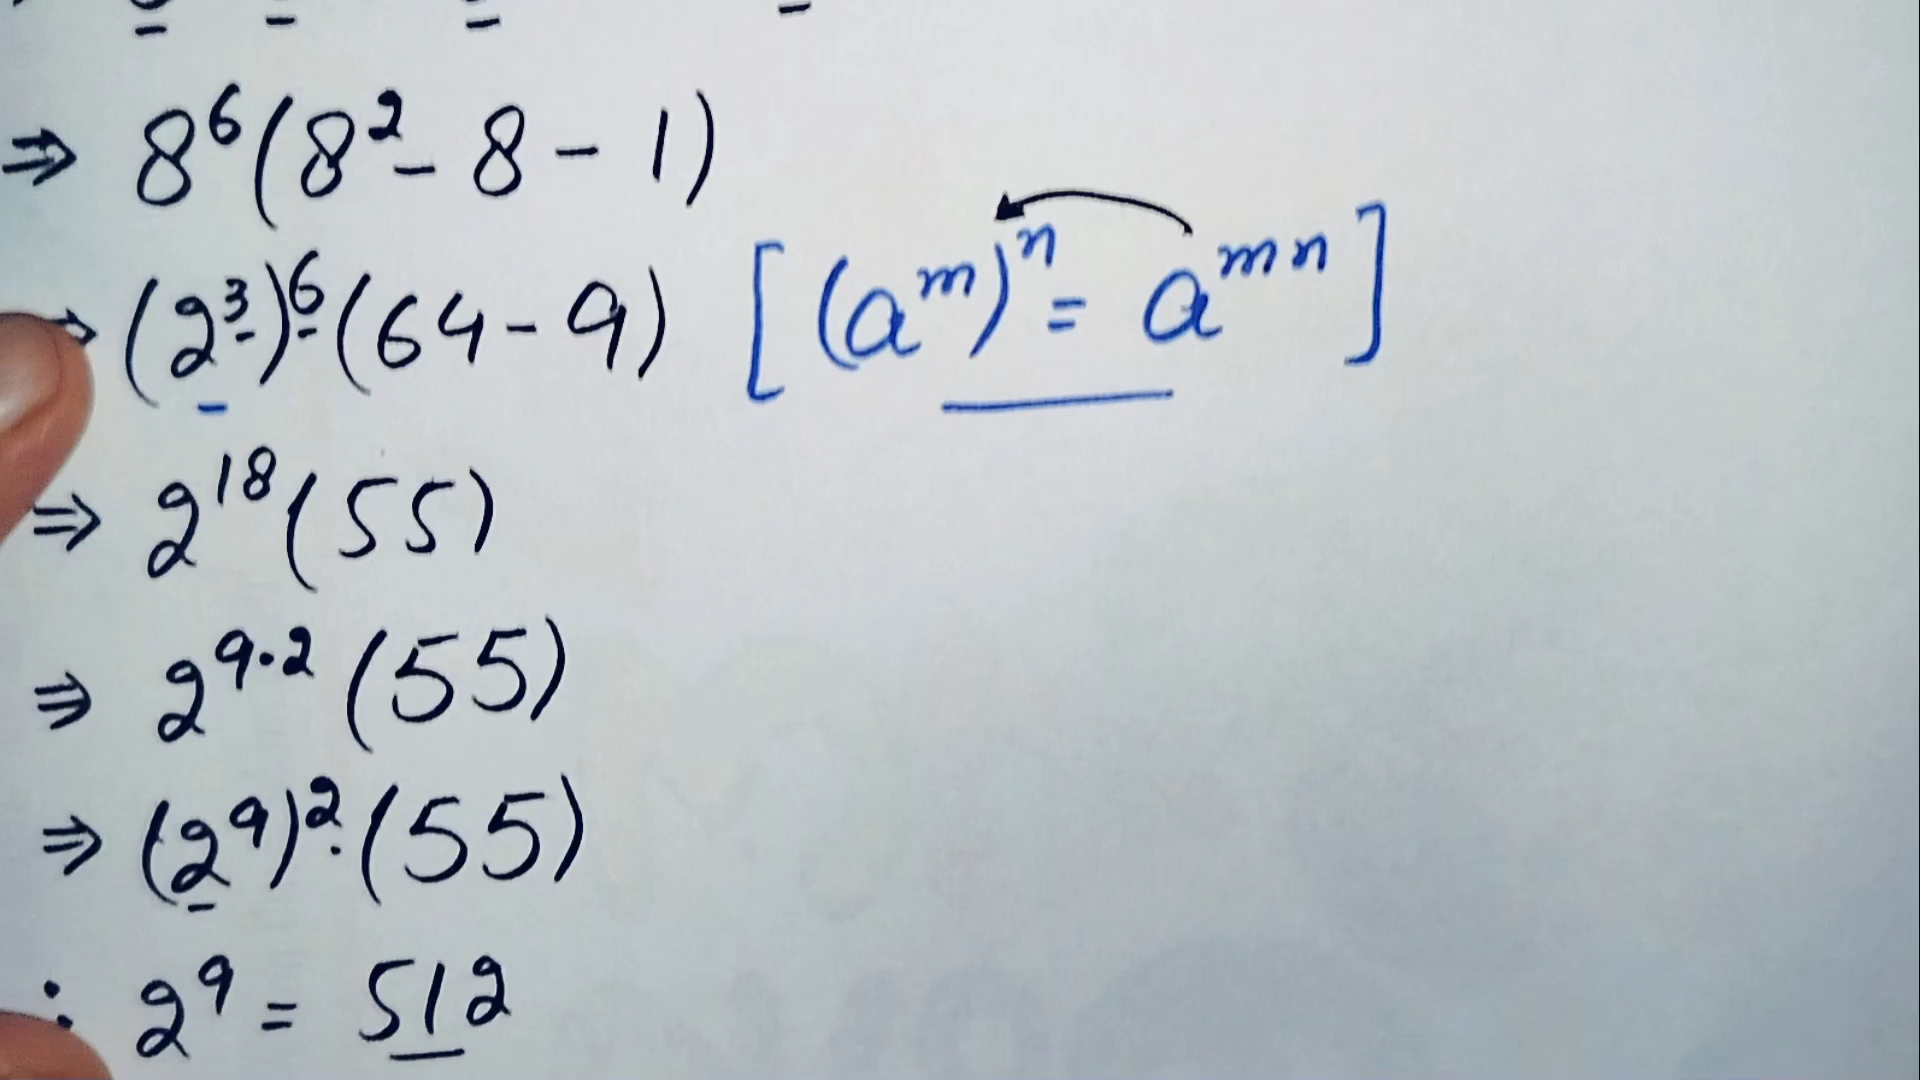 ⇒ 8⁶(8² - 8 - 1)
⇒ (2³)⁶(64 - 9) [(aᵐ)ⁿ = aᵐⁿ]
⇒ 2¹⁸(55)
⇒ 2⁹·²(55)
⇒ (2⁹)²·(55)
∵ 2⁹ = 512